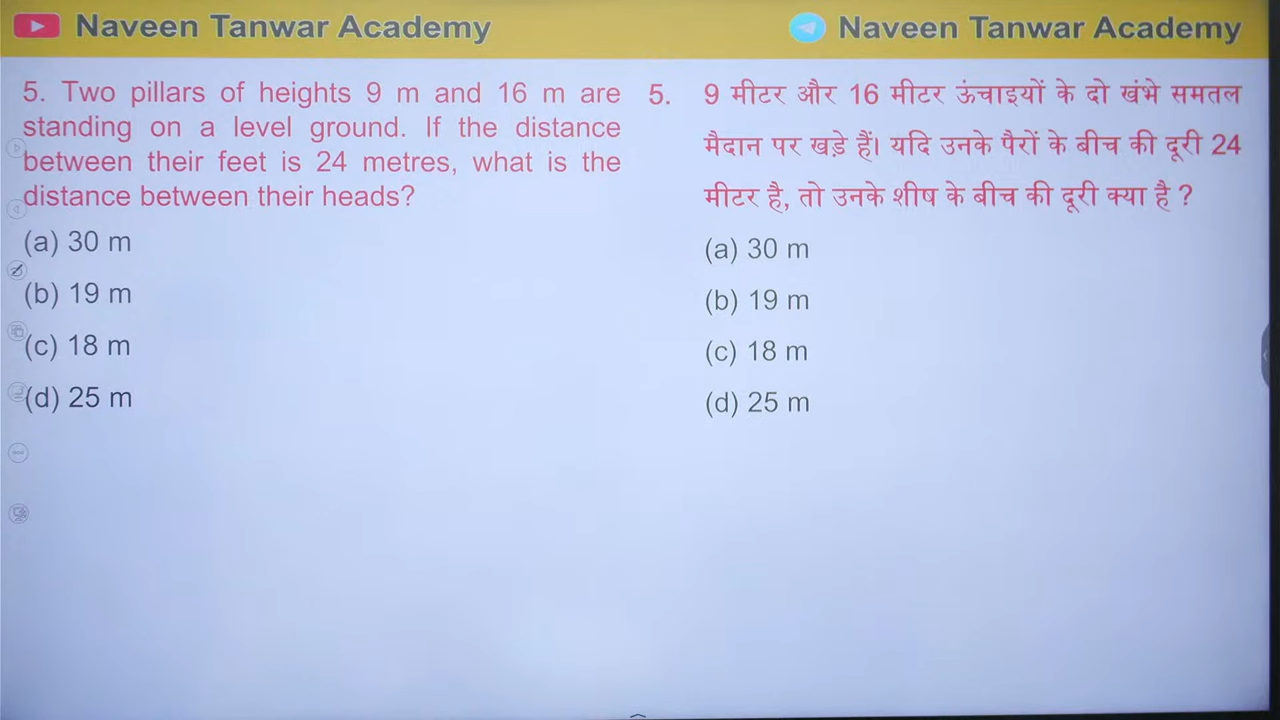 Naveen Tanwar Academy
Naveen Tanwar Academy
5. Two pillars of heights 9 m and 16 m are
standing on a level ground. If the distance
between their feet is 24 metres, what is the
distance between their heads?
(a) 30 m
(b) 19 m
(c) 18 m
(d) 25 m
5. 9 मीटर और 16 मीटर ऊंचाइयों के दो खंभे समतल
मैदान पर खड़े हैं। यदि उनके पैरों के बीच की दूरी 24
मीटर है, तो उनके शीष के बीच की दूरी क्या है ?
(a) 30 m
(b) 19 m
(c) 18 m
(d) 25 m